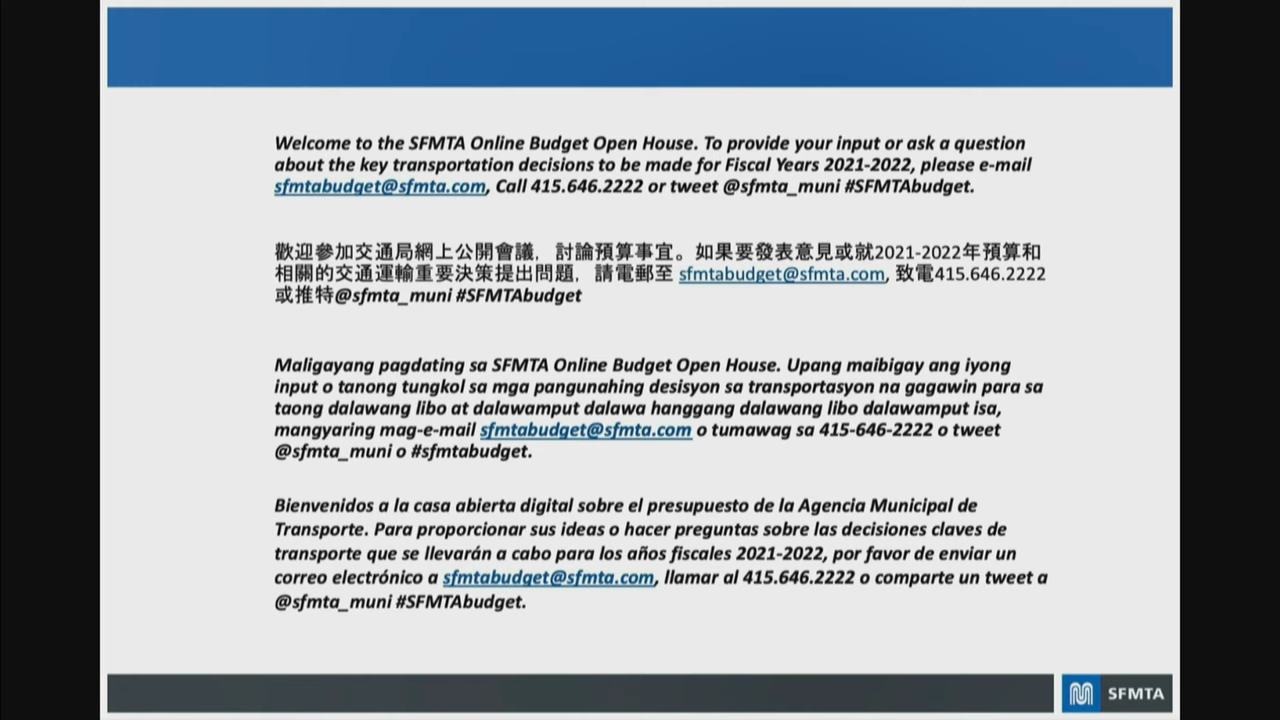 Welcome to the SFMTA Online Budget Open House. To provide your input or ask a question
about the key transportation decisions to be made for Fiscal Years 2021-2022, please e-mail
sfmtabudget@sfmta.com, Call 415.646.2222 or tweet @sfmta_muni #SFMTAbudget.
歡迎參加交通局網上公開會議，討論預算事宜。如果要發表意見或就2021-2022年預算和
相關的交通運輸重要決策提出問題，請電郵至 sfmtabudget@sfmta.com, 致電415.646.2222
或推特@sfmta_muni #SFMTAbudget
Maligayang pagdating sa SFMTA Online Budget Open House. Upang maibigay ang iyong
input o tanong tungkol sa mga pangunahing desisyon sa transportasyon na gagawin para sa
taong dalawang libo at dalawamput dalawa hanggang dalawang libo dalawamput isa,
mangyaring mag-e-mail sfmtabudget@sfmta.com o tumawag sa 415-646-2222 o tweet
@sfmta_muni o #sfmtabudget.
Bienvenidos a la casa abierta digital sobre el presupuesto de la Agencia Municipal de
Transporte. Para proporcionar sus ideas o hacer preguntas sobre las decisiones claves de
transporte que se llevarán a cabo para los años fiscales 2021-2022, por favor de enviar un
correo electrónico a sfmtabudget@sfmta.com, llamar al 415.646.2222 o comparte un tweet a
@sfmta_muni #SFMTAbudget.
SFMTA